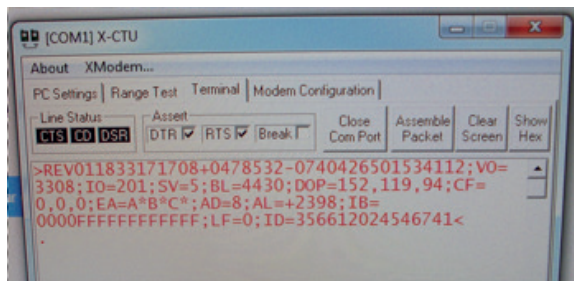 [COM1] X-CTU
About XModem...
PC Settings Range Test Terminal Modem Configuration
Line Status Assert
CTS CD DSR DTR RTS Break
Close Com Port
Assemble Packet
Clear Screen
Show Hex
>REV011833171708+0478532-0740426501534112;VO=
3308;IO=201;SV=5;BL=4430;DOP=152,119,94;CF=
0,0,0;EA=A*B*C*;AD=8;AL=+2398;IB=
0000FFFFFFFFFFFF;LF=0;ID=356612024546741<
.